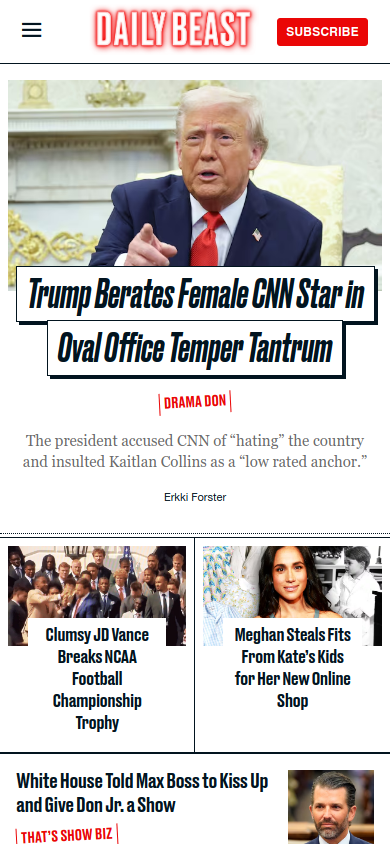 DAILY BEAST
SUBSCRIBE
Trump Berates Female CNN Star in
Oval Office Temper Tantrum
DRAMA DON
The president accused CNN of “hating” the country
and insulted Kaitlan Collins as a “low rated anchor.”
Erkki Forster
Clumsy JD Vance
Breaks NCAA
Football
Championship
Trophy
Meghan Steals Fits
From Kate’s Kids
for Her New Online
Shop
White House Told Max Boss to Kiss Up
and Give Don Jr. a Show
THAT’S SHOW BIZ